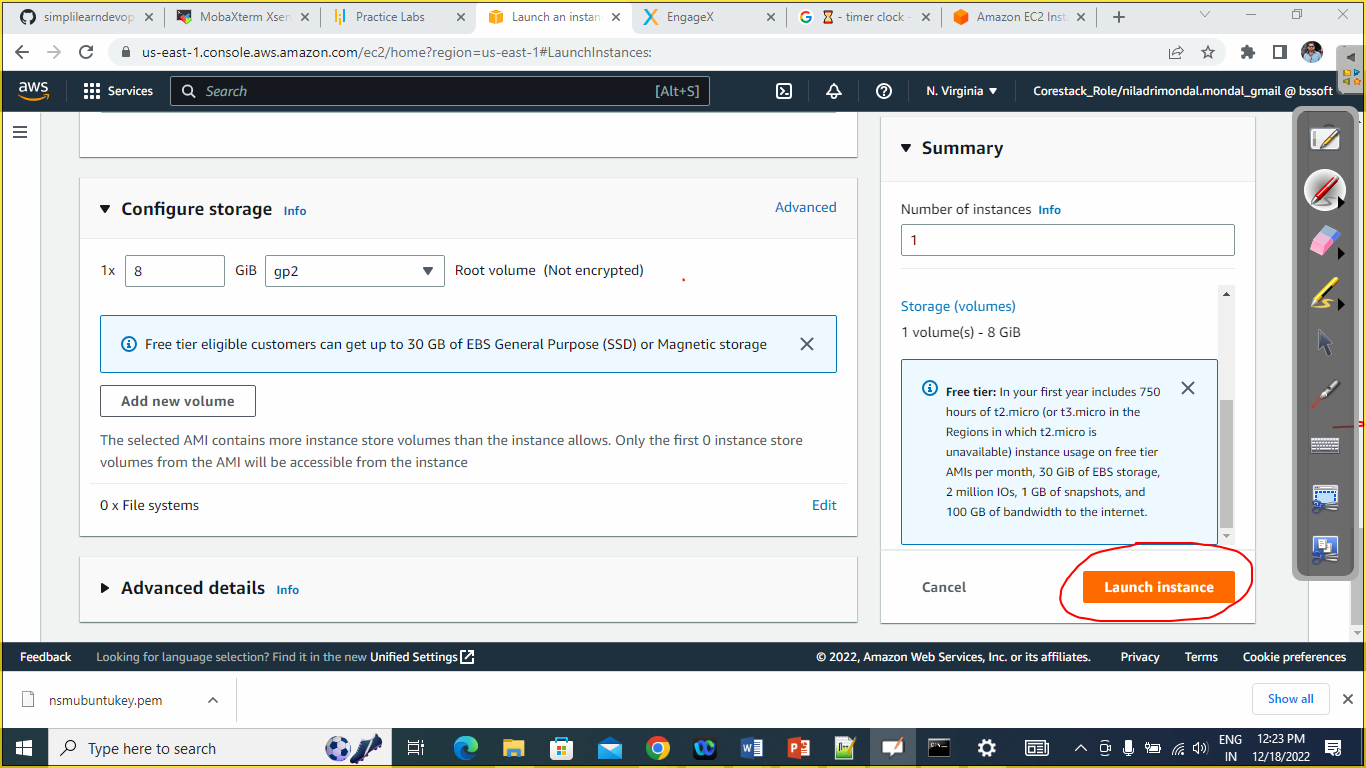 simplilearndevop
MobaXterm Xserv
Practice Labs
Launch an instan
EngageX
- timer clock -
Amazon EC2 Inst
us-east-1.console.aws.amazon.com/ec2/home?region=us-east-1#LaunchInstances:
aws
Services
Search
[Alt+S]
N. Virginia
Corestack_Role/niladrimondal.mondal_gmail @ bssoft
Configure storage Info
Advanced
1x
8
GiB
gp2
Root volume (Not encrypted)
Free tier eligible customers can get up to 30 GB of EBS General Purpose (SSD) or Magnetic storage
Add new volume
The selected AMI contains more instance store volumes than the instance allows. Only the first 0 instance store
volumes from the AMI will be accessible from the instance
0 x File systems
Edit
Advanced details Info
Summary
Number of instances Info
1
Storage (volumes)
1 volume(s) - 8 GiB
Free tier: In your first year includes 750
hours of t2.micro (or t3.micro in the
Regions in which t2.micro is
unavailable) instance usage on free tier
AMIs per month, 30 GiB of EBS storage,
2 million IOs, 1 GB of snapshots, and
100 GB of bandwidth to the internet.
Cancel
Launch instance
Feedback
Looking for language selection? Find it in the new Unified Settings
© 2022, Amazon Web Services, Inc. or its affiliates.
Privacy
Terms
Cookie preferences
nsmubuntukey.pem
Show all
Type here to search
ENG
IN
12:23 PM
12/18/2022